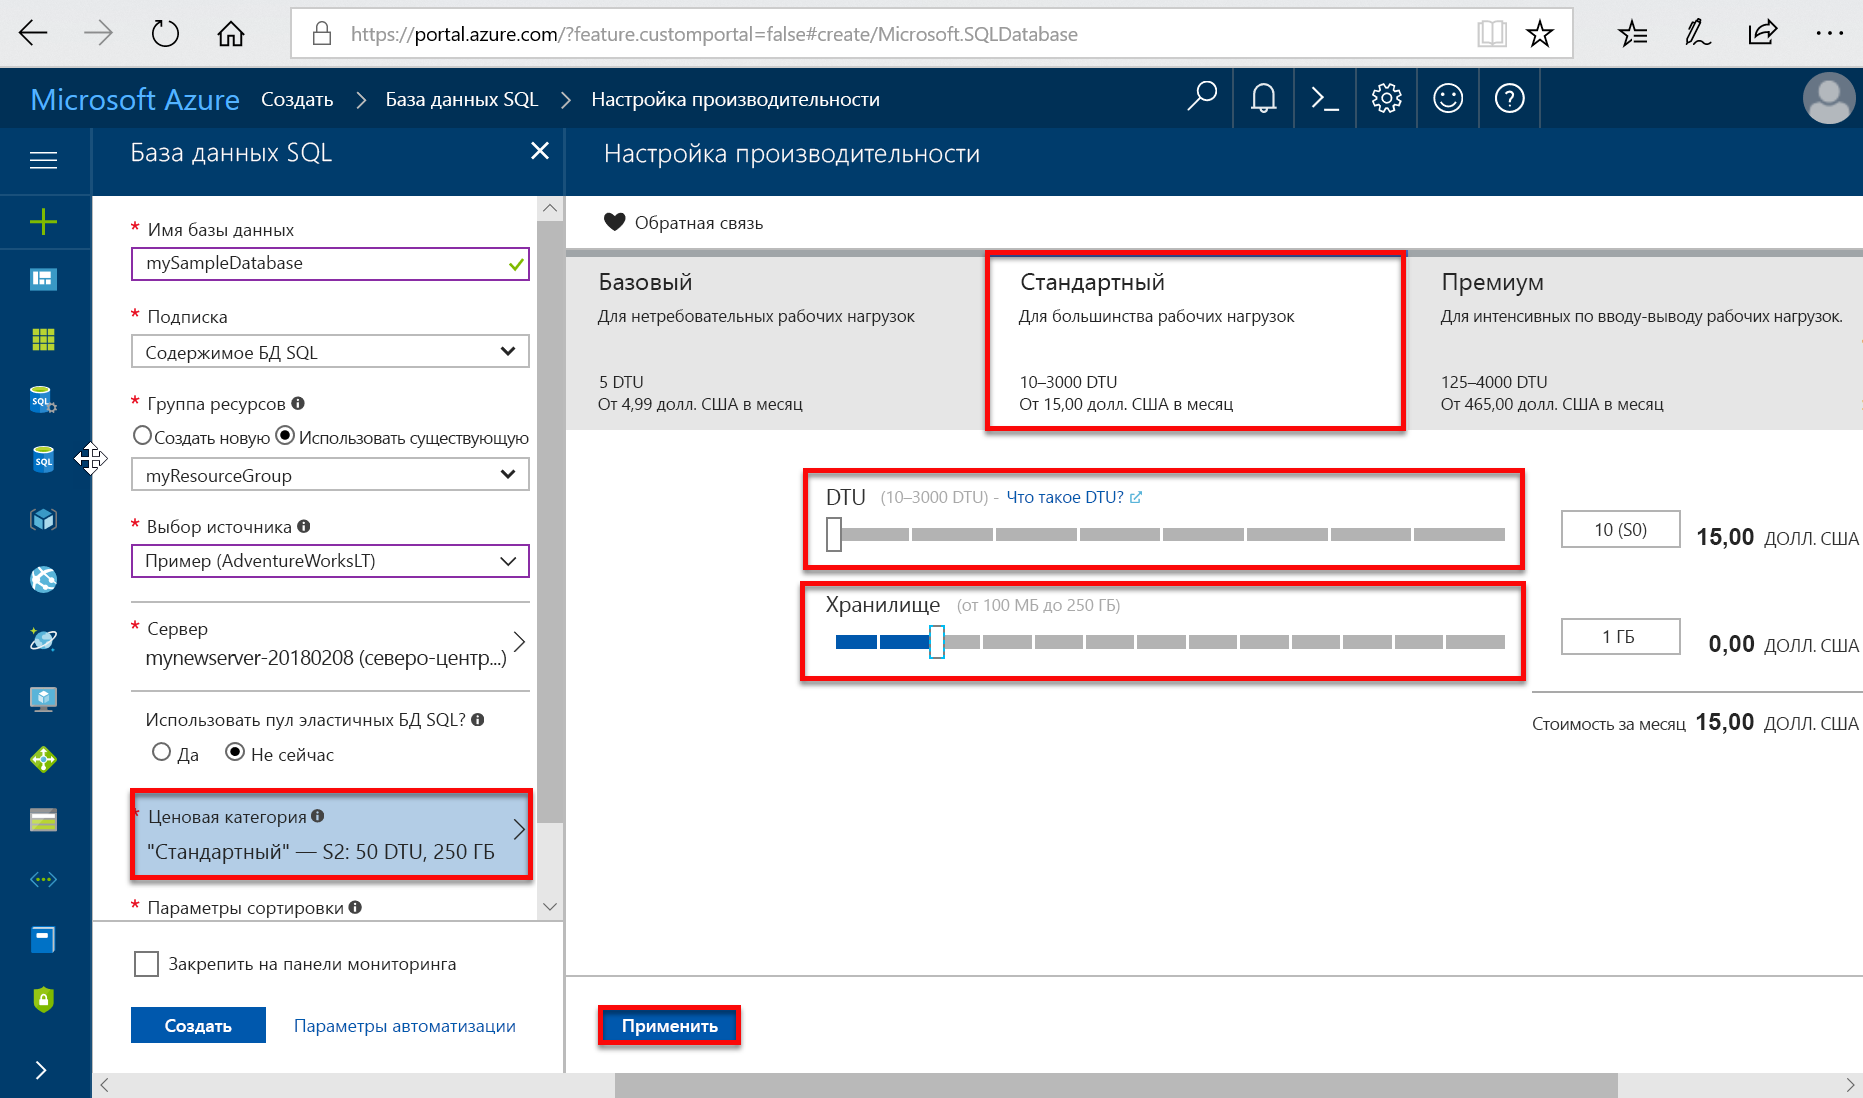 https://portal.azure.com/?feature.customportal=false#create/Microsoft.SQLDatabase
Microsoft Azure Создать > База данных SQL > Настройка производительности
База данных SQL
* Имя базы данных
mySampleDatabase
* Подписка
Содержимое БД SQL
* Группа ресурсов
Создать новую Использовать существующую
myResourceGroup
* Выбор источника
Пример (AdventureWorksLT)
* Сервер
mynewserver-20180208 (северо-центр...)
Использовать пул эластичных БД SQL?
Да Не сейчас
* Ценовая категория
"Стандартный" — S2: 50 DTU, 250 ГБ
* Параметры сортировки
Закрепить на панели мониторинга
Создать Параметры автоматизации
Настройка производительности
Обратная связь
Базовый
Для нетребовательных рабочих нагрузок
5 DTU
От 4,99 долл. США в месяц
Стандартный
Для большинства рабочих нагрузок
10–3000 DTU
От 15,00 долл. США в месяц
Премиум
Для интенсивных по вводу-выводу рабочих нагрузок.
125–4000 DTU
От 465,00 долл. США в месяц
DTU (10–3000 DTU) - Что такое DTU?
10 (S0) 15,00 ДОЛЛ. США
Хранилище (от 100 МБ до 250 ГБ)
1 ГБ 0,00 ДОЛЛ. США
Стоимость за месяц 15,00 ДОЛЛ. США
Применить
SQL
SQL